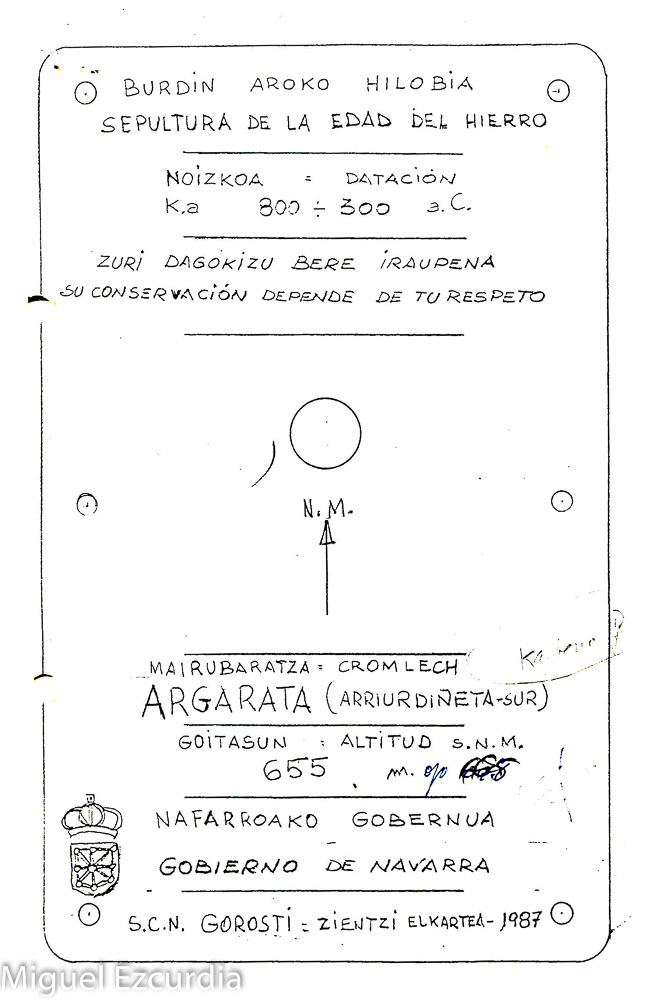 BURDIN AROKO HILOBIA
SEPULTURA DE LA EDAD DEL HIERRO
NOIZKOA = DATACIÓN
K.a 800 ÷ 300 a.C.
ZURI DAGOKIZU BERE IRAUPENA
SU CONSERVACIÓN DEPENDE DE TU RESPETO
N.M.
MAIRUBARATZA = CROMLECH
ARGARATA (ARRIURDIÑETA-SUR)
GOITASUN : ALTITUD S.N.M.
655 m.
NAFARROAKO GOBERNUA
GOBIERNO DE NAVARRA
S.C.N. GOROSTI = ZIENTZI ELKARTEA-1987
Miguel Ezcurdia